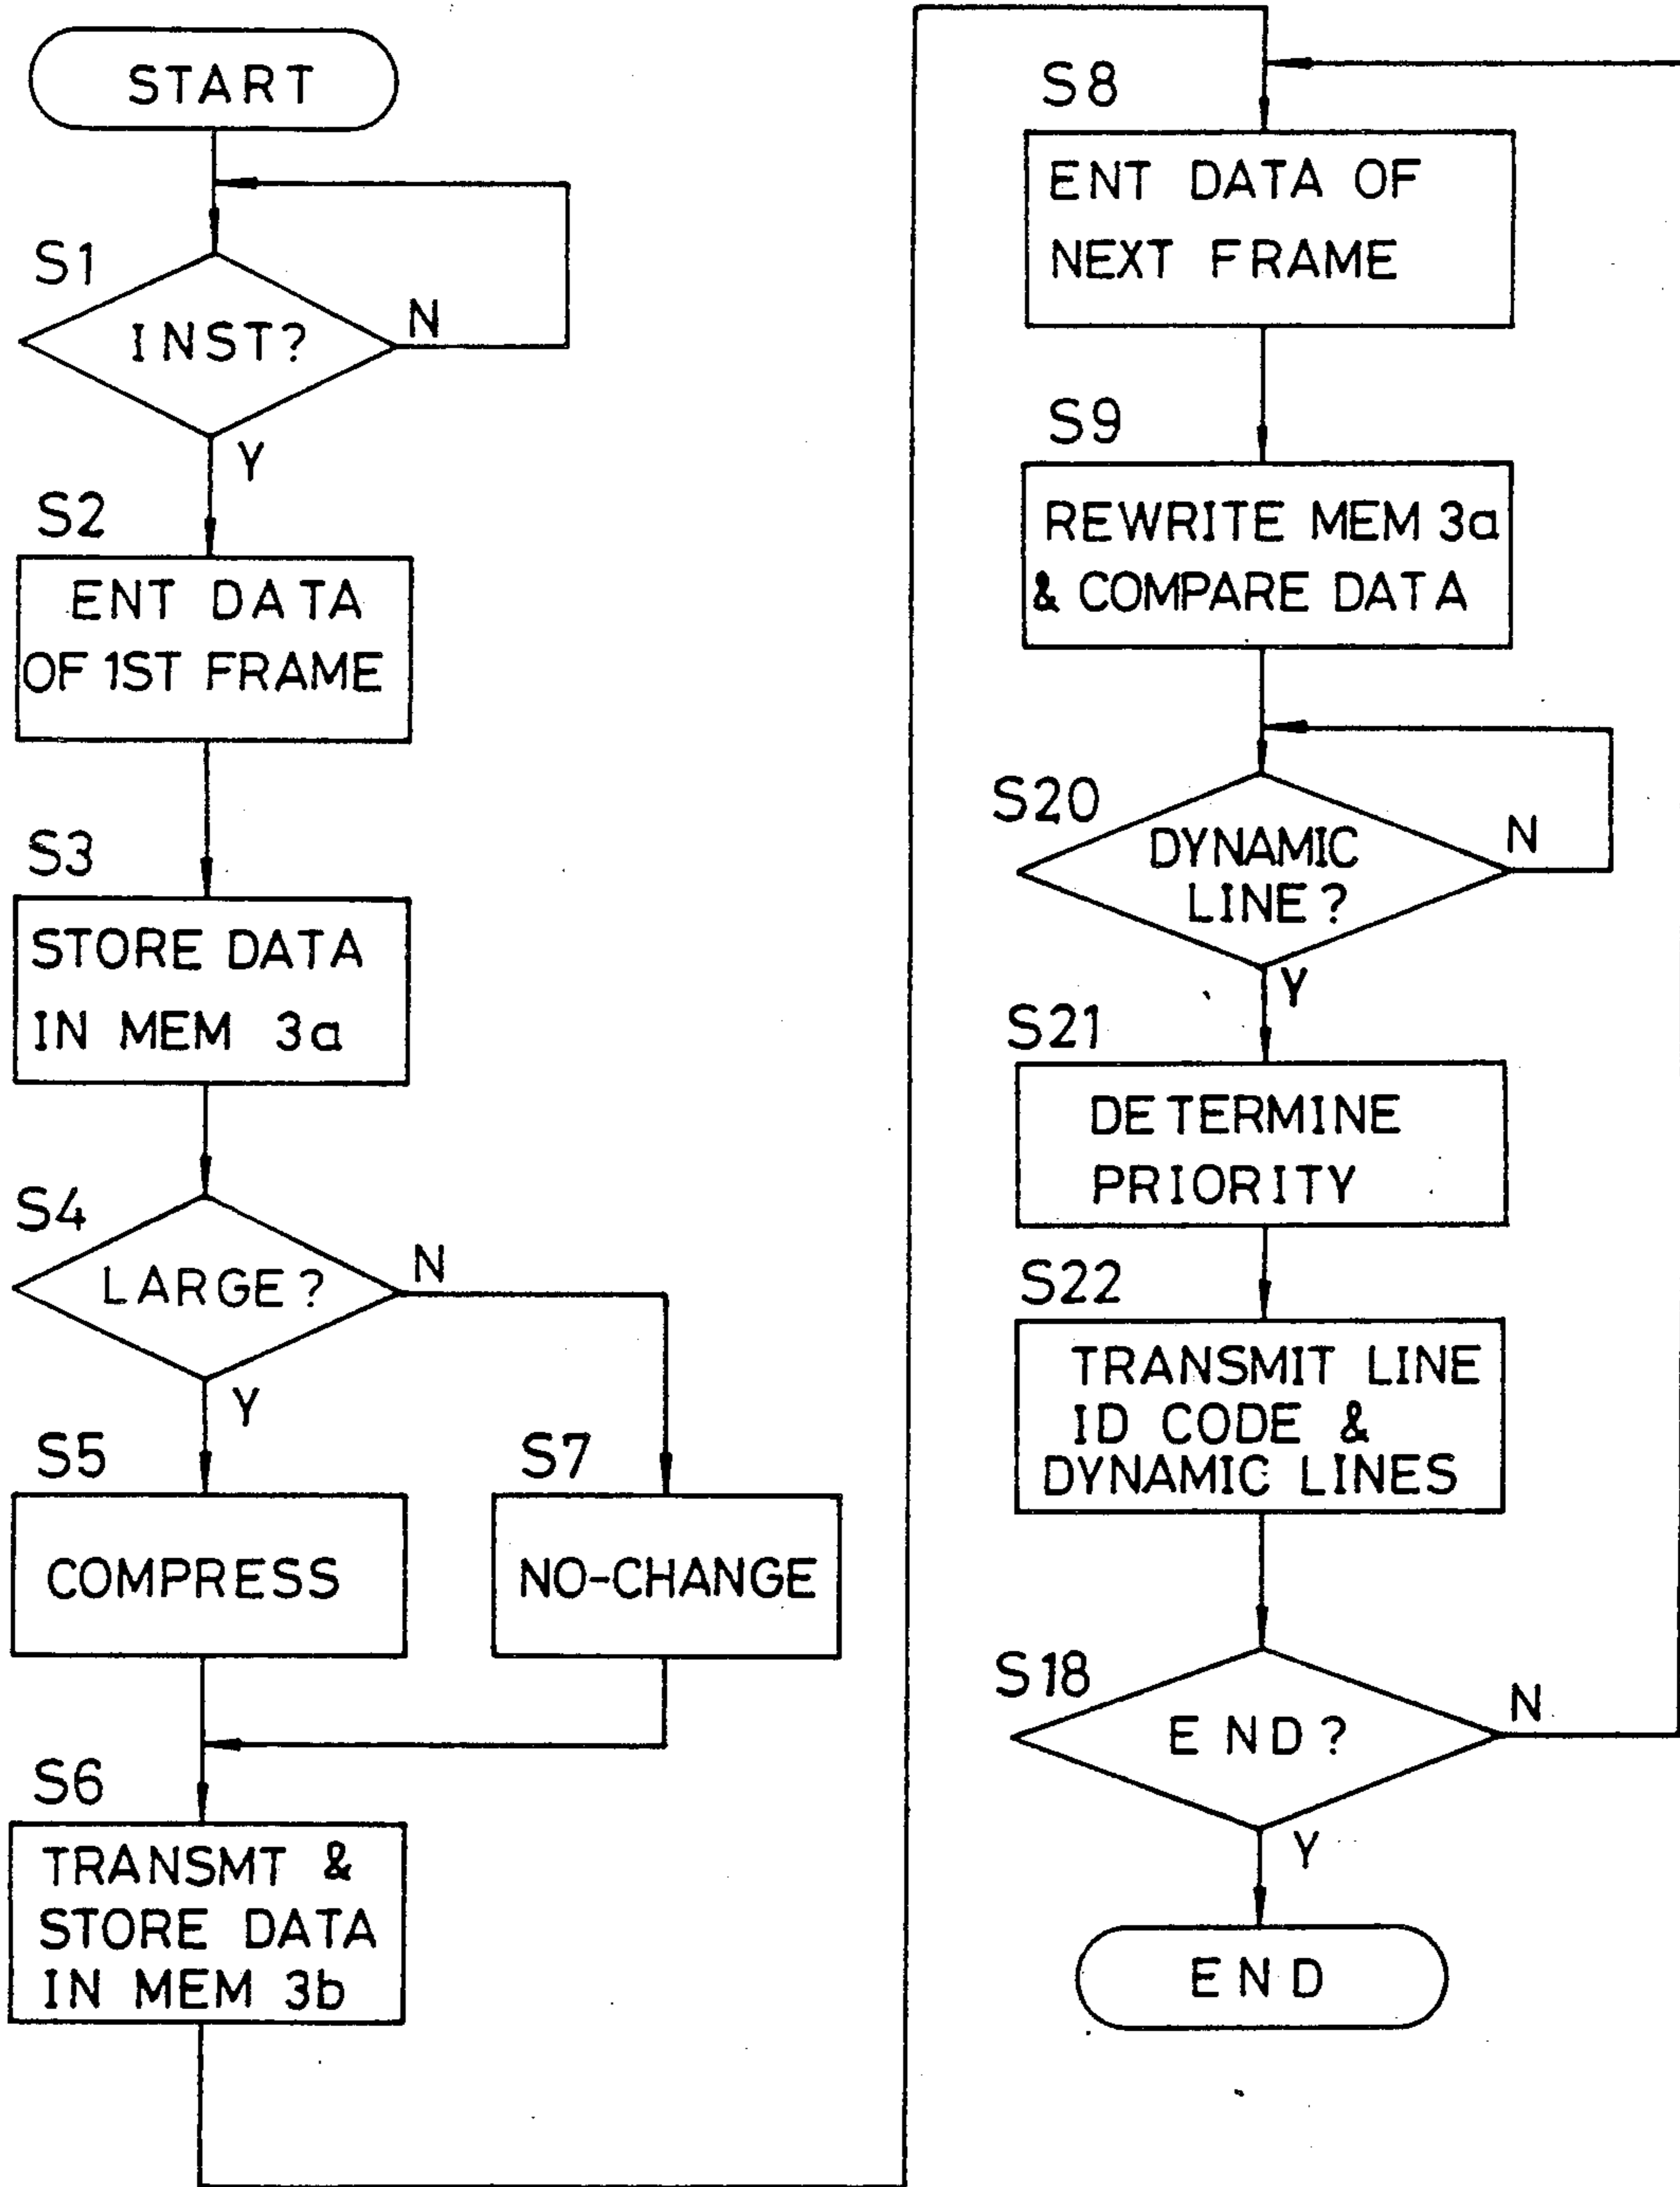 START
S1
INST?
N
Y
S2
ENT DATA
OF 1ST FRAME
S3
STORE DATA
IN MEM 3a
S4
LARGE?
N
Y
S5
COMPRESS
S7
NO-CHANGE
S6
TRANSMT &
STORE DATA
IN MEM 3b
S8
ENT DATA OF
NEXT FRAME
S9
REWRITE MEM 3a
& COMPARE DATA
S20
DYNAMIC
LINE?
N
Y
S21
DETERMINE
PRIORITY
S22
TRANSMIT LINE
ID CODE &
DYNAMIC LINES
S18
END?
N
Y
END